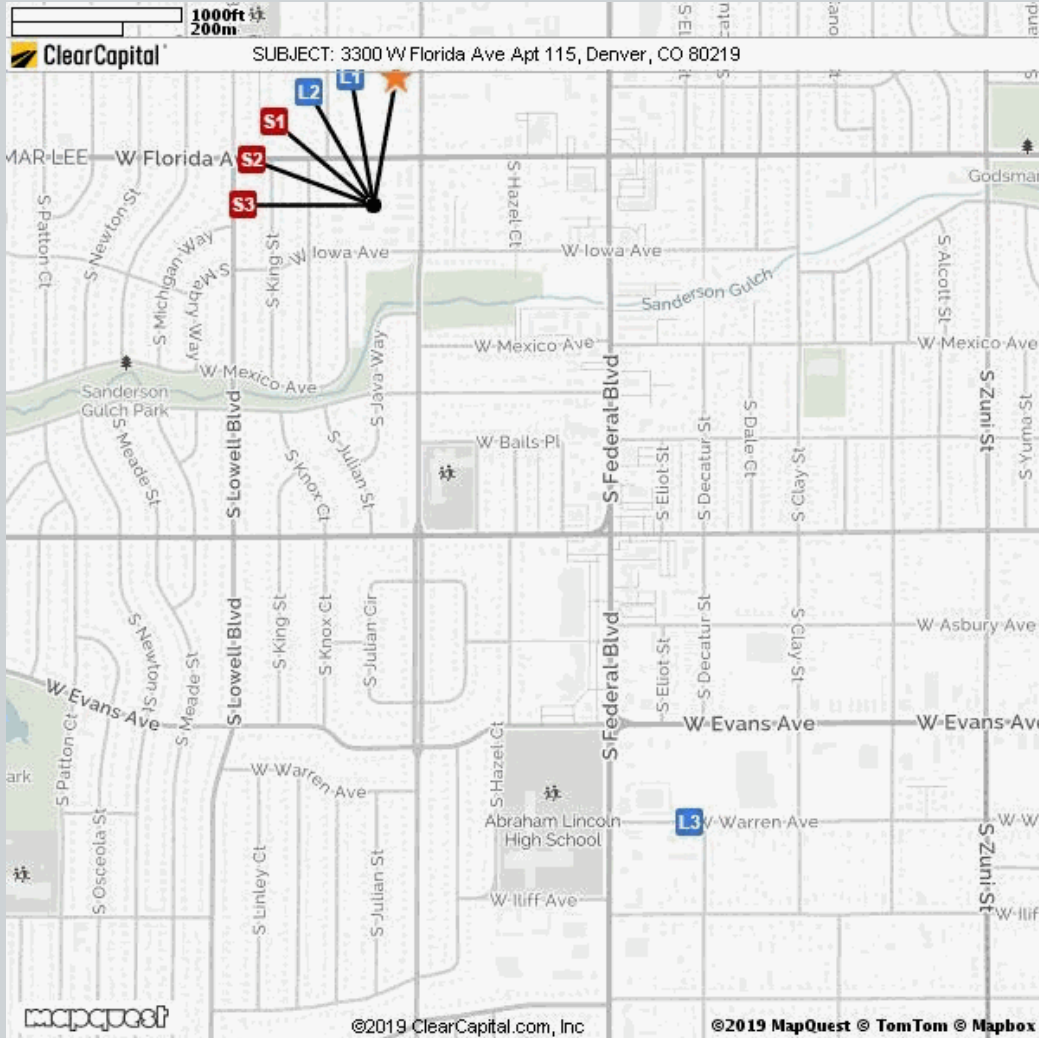 1000ft
200m
ClearCapital
SUBJECT: 3300 W Florida Ave Apt 115, Denver, CO 80219
L1
L2
S1
MAR-LEE
W Florida A
S2
S3
Godsma
S Patton Ct
S Newton St
S Michigan Way
S Mabry Way
S King St
W Iowa Ave
S Hazel Ct
W Iowa Ave
Sanderson Gulch
S Alcott St
W Mexico Ave
W Mexico Ave
W Mexico Ave
Sanderson
Gulch Park
S Java Way
S Lowell Blvd
S Federal Blvd
S Zuni St
S Yuma St
S Meade St
S Knox Ct
S Julian St
W Bails Pl
S Eliot St
S Decatur St
S Dale Ct
S Clay St
S Newton St
S Meade St
S Lowell Blvd
S King St
S Knox Ct
S Julian Cir
S Federal Blvd
S Eliot St
S Decatur St
S Clay St
W Asbury Ave
W Evans Ave
W Evans Ave
W Evans Ave
S Patton Ct
ark
S Osceola St
W Warren Ave
S Linley Ct
S Julian St
S Hazel Ct
Abraham Lincoln
High School
L3
W Warren Ave
W W
S Zuni St
W Iliff Ave
W Ilif
mapquest
©2019 ClearCapital.com, Inc
©2019 MapQuest © TomTom © Mapbox